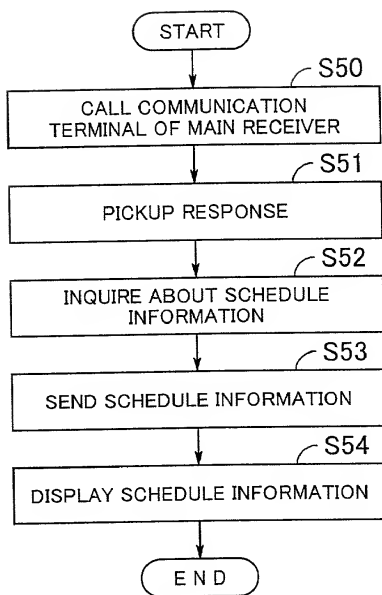 START
S50
CALL COMMUNICATION
TERMINAL OF MAIN RECEIVER
S51
PICKUP RESPONSE
S52
INQUIRE ABOUT SCHEDULE
INFORMATION
S53
SEND SCHEDULE INFORMATION
S54
DISPLAY SCHEDULE INFORMATION
END